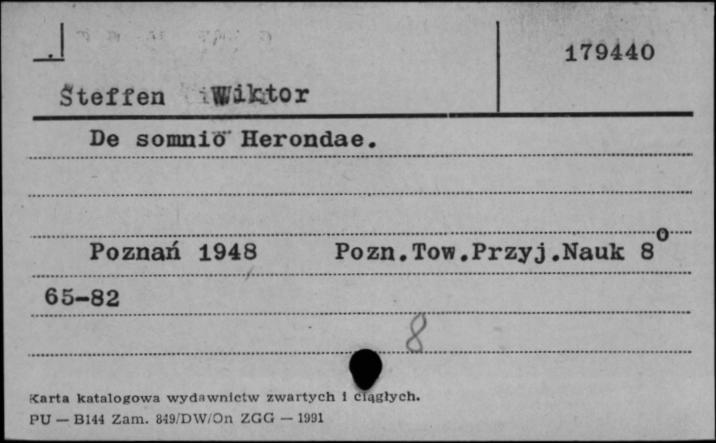 179440
Steffen Wiktor
De somnio Herondae.
Poznań 1948 Pozn.Tow.Przyj.Nauk 8º
65-82
8
Karta katalogowa wydawnictw zwartych i ciągłych.
PU — B144 Zam. 849/DW/On ZGG — 1991